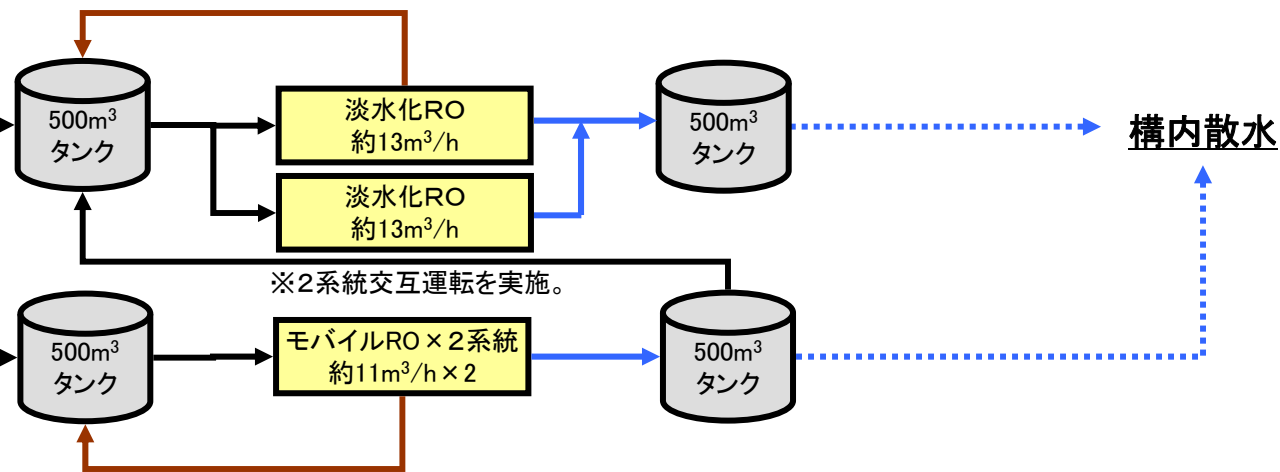 500m³
タンク
淡水化RO
約13m³/h
500m³
タンク
構内散水
淡水化RO
約13m³/h
※2系統交互運転を実施。
500m³
タンク
モバイルRO×2系統
約11m³/h×2
500m³
タンク